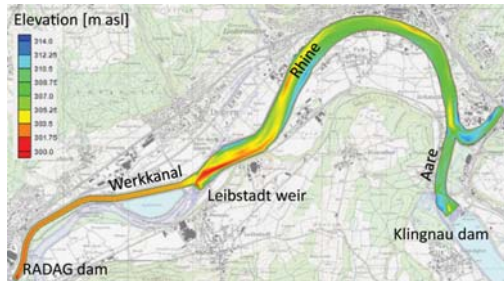 Elevation [m asl]
314.0
312.25
310.5
308.75
307.0
305.25
303.5
301.75
300.0
Rhine
Aare
Werkkanal
Leibstadt weir
Klingnau dam
RADAG dam